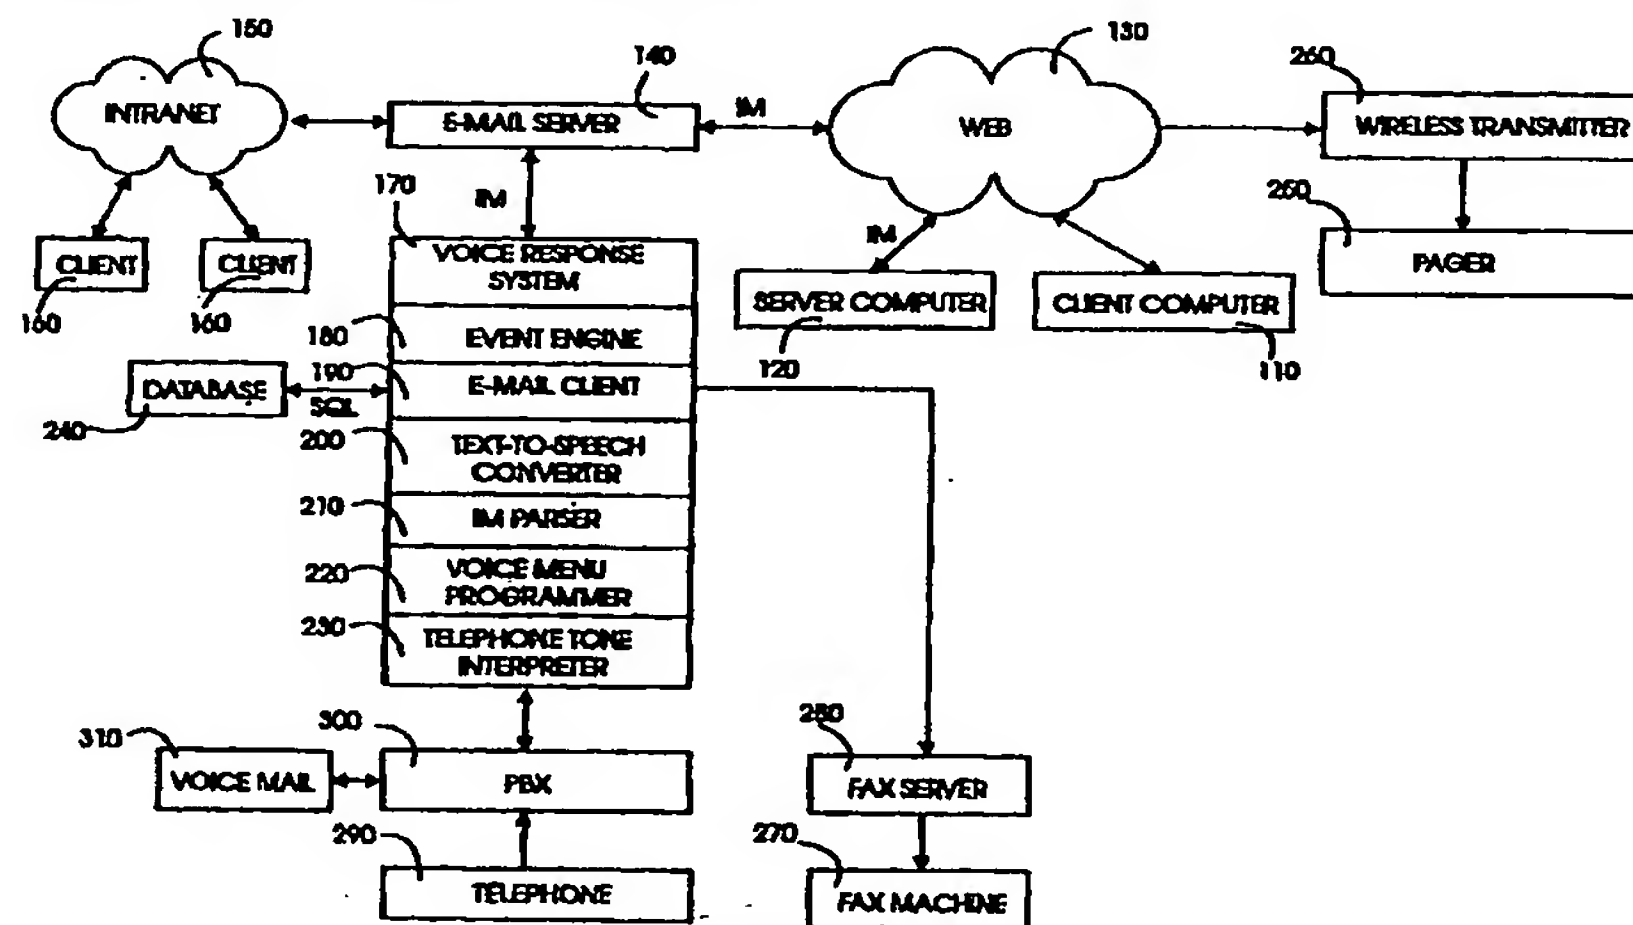 150
140
130
260
INTRANET
E-MAIL SERVER
IM
WEB
WIRELESS TRANSMITTER
170
IM
250
VOICE RESPONSE
SYSTEM
IM
PAGER
CLIENT
CLIENT
SERVER COMPUTER
CLIENT COMPUTER
160
160
180
EVENT ENGINE
120
110
DATABASE
190
SQL
E-MAIL CLIENT
240
200
TEXT-TO-SPEECH
CONVERTER
210
IM PARSER
220
VOICE MENU
PROGRAMMER
230
TELEPHONE TONE
INTERPRETER
310
300
280
VOICE MAIL
PBX
FAX SERVER
290
270
TELEPHONE
FAX MACHINE